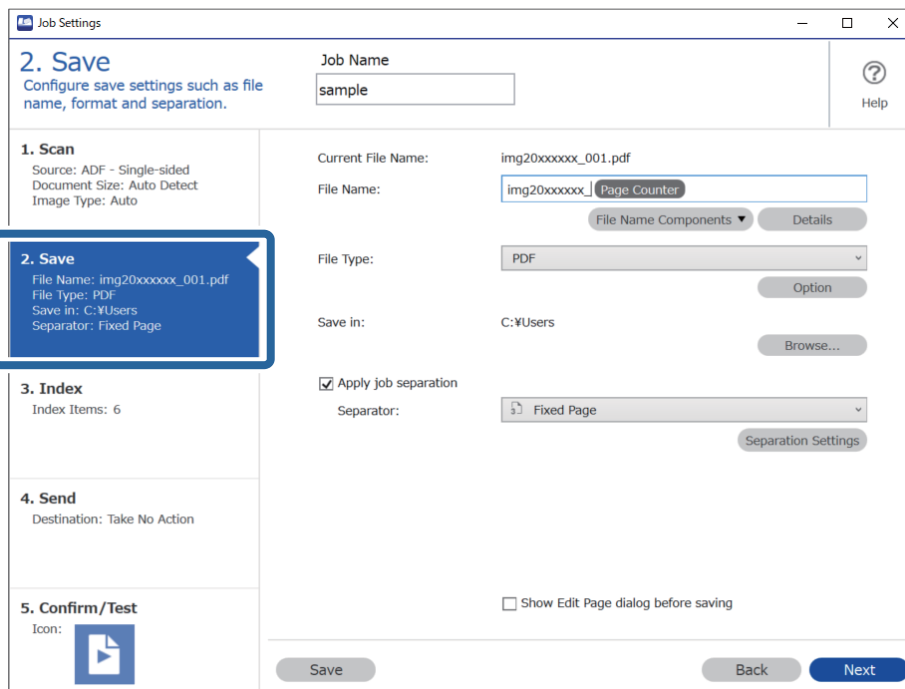 Job Settings
2. Save
Configure save settings such as file
name, format and separation.
Job Name
sample
?
Help
1. Scan
Source: ADF - Single-sided
Document Size: Auto Detect
Image Type: Auto
2. Save
File Name: img20xxxxxx_001.pdf
File Type: PDF
Save in: C:¥Users
Separator: Fixed Page
3. Index
Index Items: 6
4. Send
Destination: Take No Action
5. Confirm/Test
Icon:
Current File Name: img20xxxxxx_001.pdf
File Name: img20xxxxxx_ Page Counter
File Name Components ▼ Details
File Type: PDF
Option
Save in: C:¥Users
Browse...
Apply job separation
Separator: Fixed Page
Separation Settings
Show Edit Page dialog before saving
Save Back Next